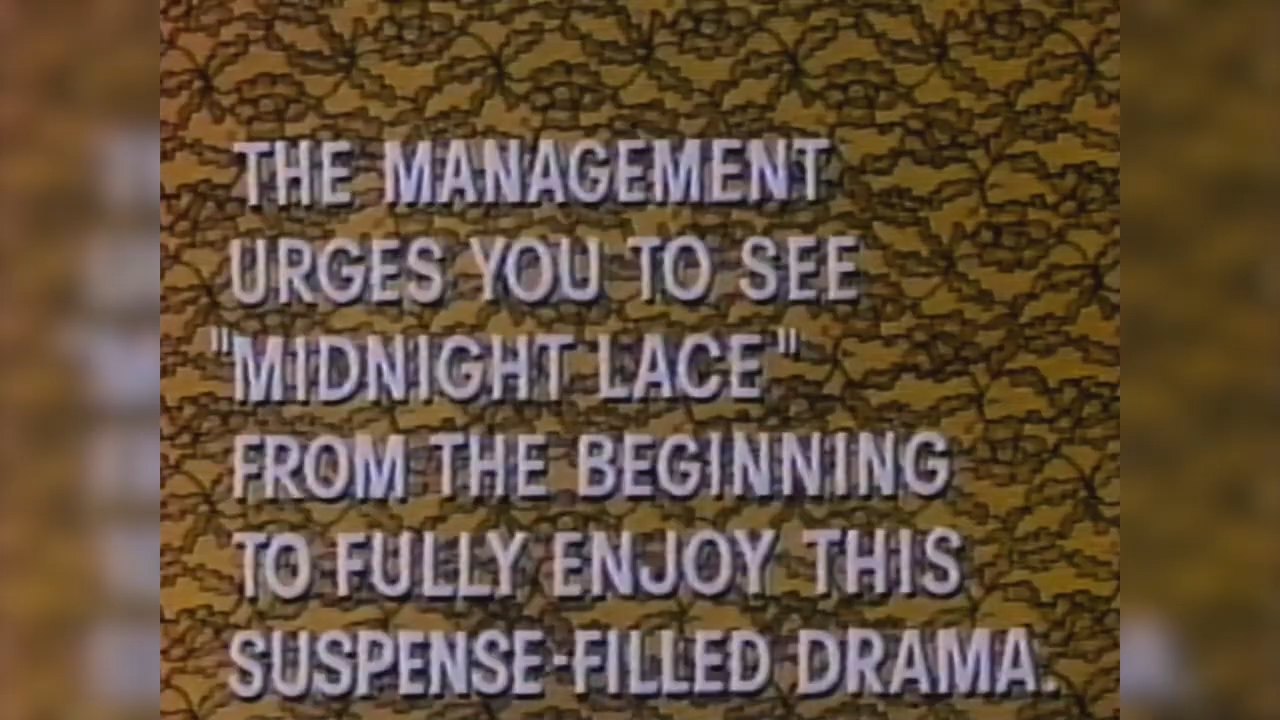 THE MANAGEMENT
URGES YOU TO SEE
"MIDNIGHT LACE"
FROM THE BEGINNING
TO FULLY ENJOY THIS
SUSPENSE-FILLED DRAMA.